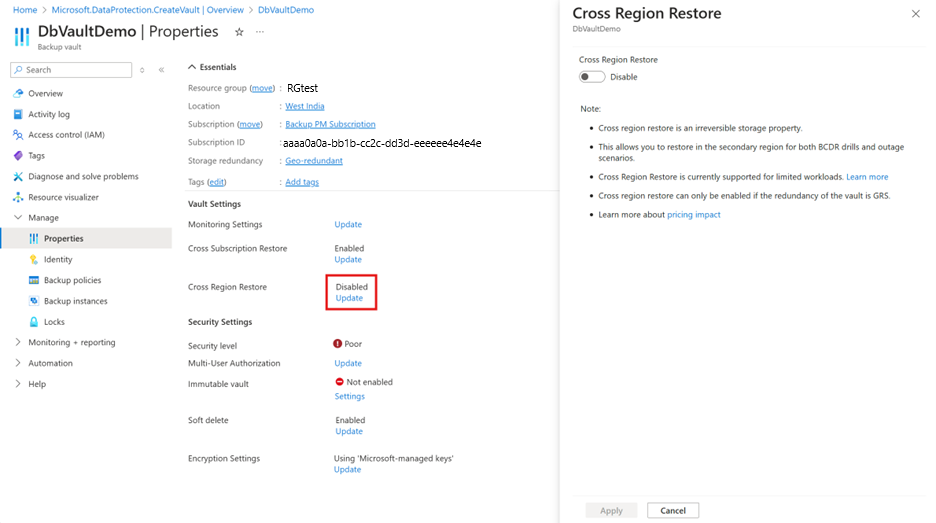 Home > Microsoft.DataProtection.CreateVault | Overview > DbVaultDemo
DbVaultDemo | Properties ☆ ...
Backup vault
Search
Overview
Activity log
Access control (IAM)
Tags
Diagnose and solve problems
Resource visualizer
Manage
Properties
Identity
Backup policies
Backup instances
Locks
Monitoring + reporting
Automation
Help
Essentials
Resource group (move) : RGtest
Location : West India
Subscription (move) : Backup PM Subscription
Subscription ID : aaaa0a0a-bb1b-cc2c-dd3d-eeeeee4e4e4e
Storage redundancy : Geo-redundant
Tags (edit) : Add tags
Vault Settings
Monitoring Settings Update
Cross Subscription Restore Enabled
Update
Cross Region Restore Disabled
Update
Security Settings
Security level Poor
Multi-User Authorization Update
Immutable vault Not enabled
Settings
Soft delete Enabled
Update
Encryption Settings Using 'Microsoft-managed keys'
Update
Cross Region Restore
DbVaultDemo
Cross Region Restore
Disable
Note:
• Cross region restore is an irreversible storage property.
• This allows you to restore in the secondary region for both BCDR drills and outage
scenarios.
• Cross Region Restore is currently supported for limited workloads. Learn more
• Cross region restore can only be enabled if the redundancy of the vault is GRS.
• Learn more about pricing impact
Apply Cancel